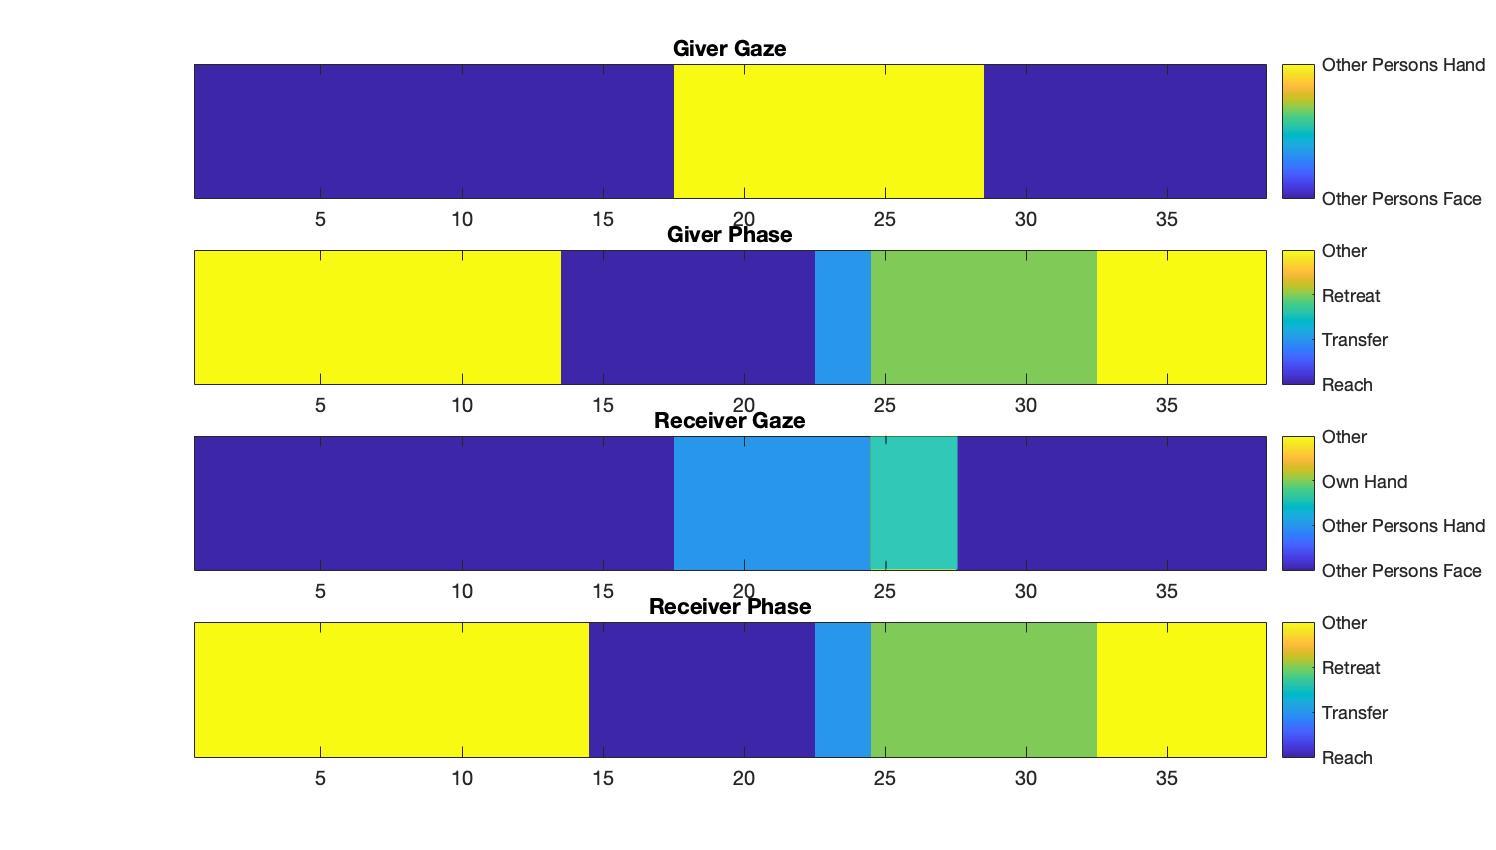 Giver Gaze
Other Persons Hand
Other Persons Face
5 10 15 20 25 30 35
Giver Phase
Other
Retreat
Transfer
Reach
5 10 15 20 25 30 35
Receiver Gaze
Other
Own Hand
Other Persons Hand
Other Persons Face
5 10 15 20 25 30 35
Receiver Phase
Other
Retreat
Transfer
Reach
5 10 15 20 25 30 35